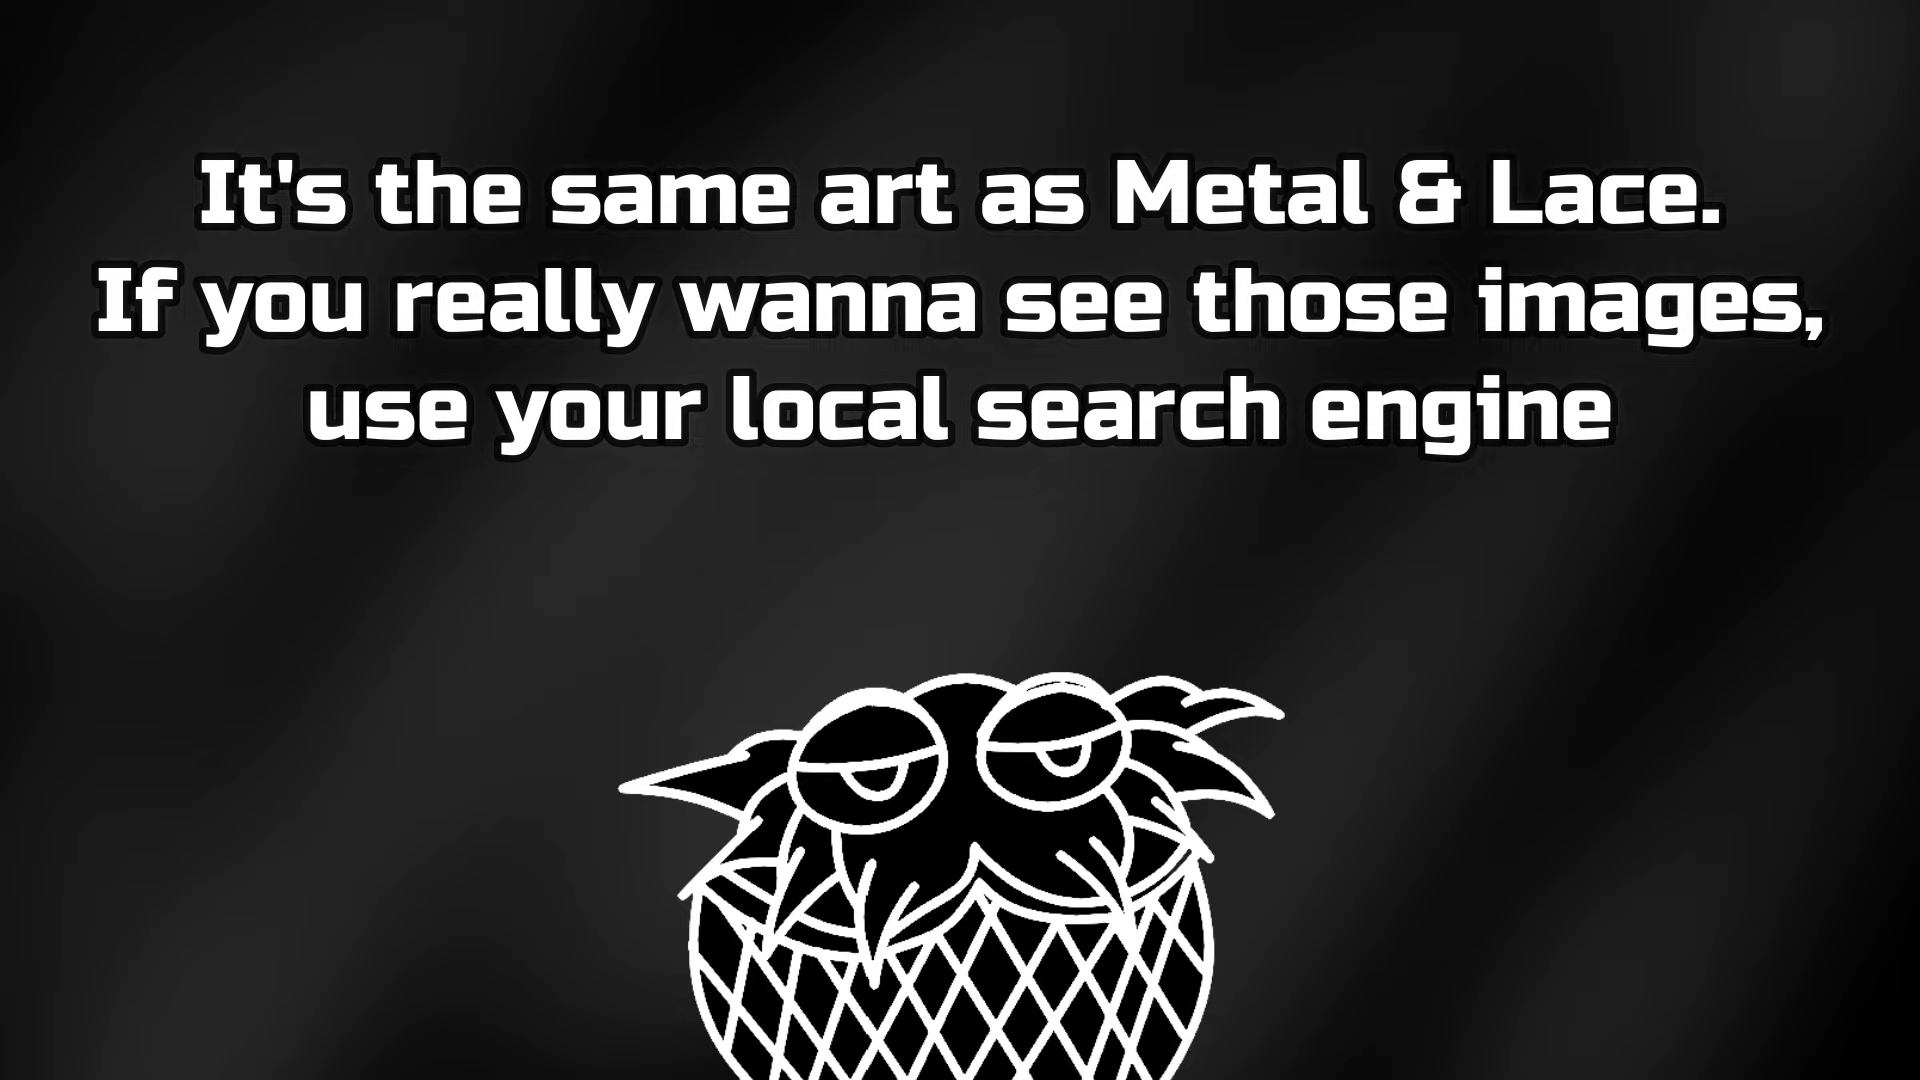 It's the same art as Metal & Lace.
If you really wanna see those images,
use your local search engine